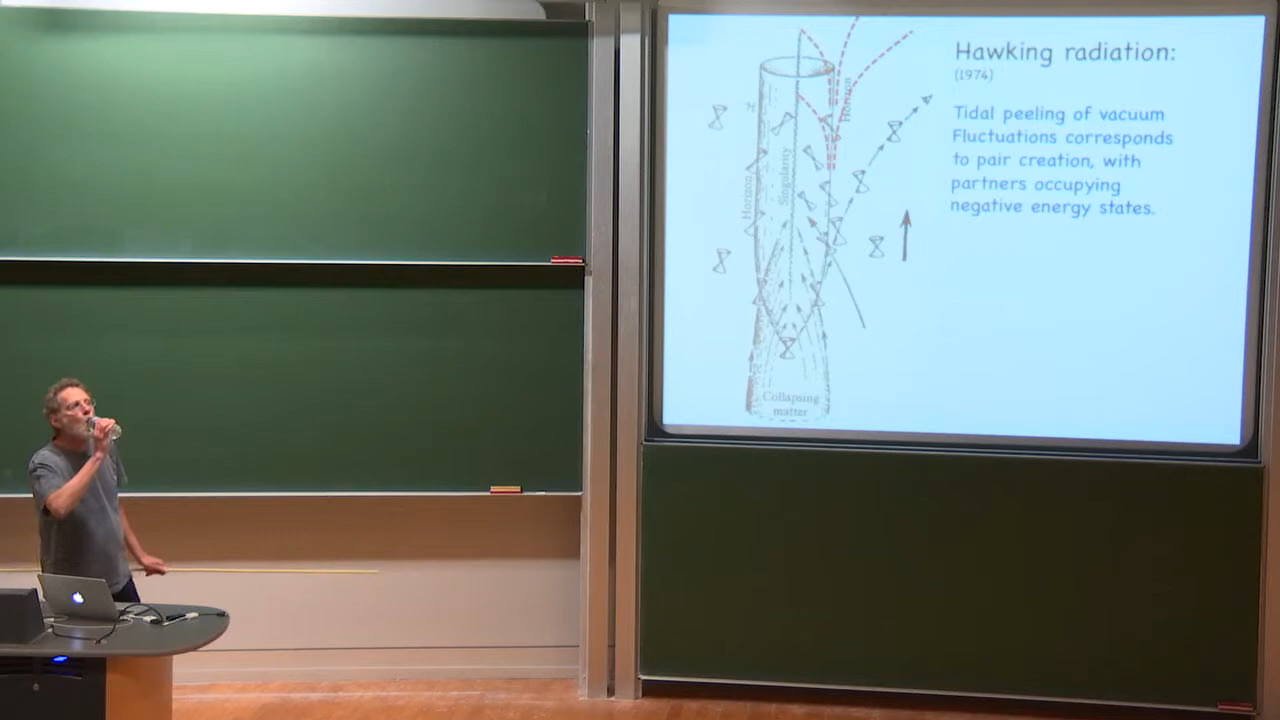 Hawking radiation:
(1974)
Tidal peeling of vacuum
Fluctuations corresponds
to pair creation, with
partners occupying
negative energy states.
Horizon
Singularity
Horizon
Collapsing
matter